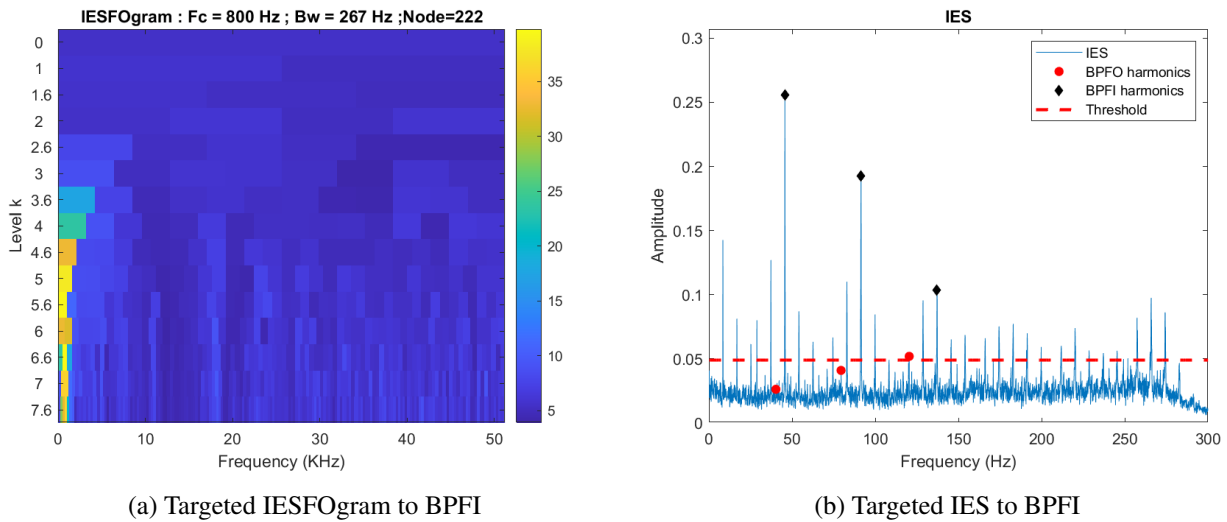 IESFOgram : Fc = 800 Hz ; Bw = 267 Hz ;Node=222
Level k
0
1
1.6
2
2.6
3
3.6
4
4.6
5
5.6
6
6.6
7
7.6
0 10 20 30 40 50
Frequency (KHz)
35
30
25
20
15
10
5
(a) Targeted IESFOgram to BPFI
IES
Amplitude
0.3
0.25
0.2
0.15
0.1
0.05
0
0 50 100 150 200 250 300
Frequency (Hz)
IES
BPFO harmonics
BPFI harmonics
Threshold
(b) Targeted IES to BPFI